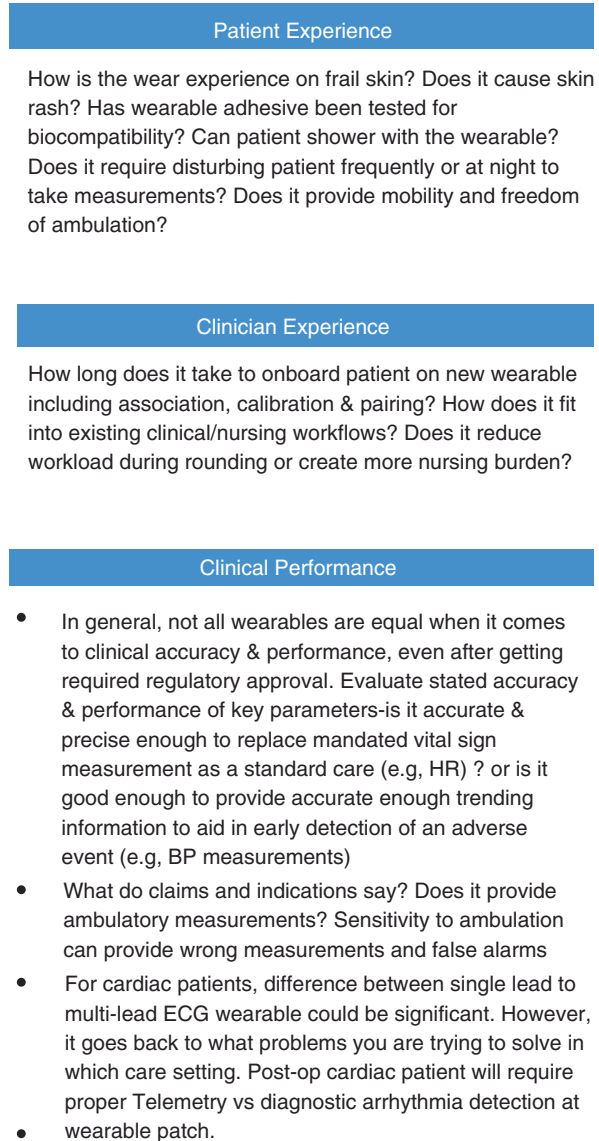 Patient Experience
How is the wear experience on frail skin? Does it cause skin
rash? Has wearable adhesive been tested for
biocompatibility? Can patient shower with the wearable?
Does it require disturbing patient frequently or at night to
take measurements? Does it provide mobility and freedom
of ambulation?
Clinician Experience
How long does it take to onboard patient on new wearable
including association, calibration & pairing? How does it fit
into existing clinical/nursing workflows? Does it reduce
workload during rounding or create more nursing burden?
Clinical Performance
• In general, not all wearables are equal when it comes
to clinical accuracy & performance, even after getting
required regulatory approval. Evaluate stated accuracy
& performance of key parameters-is it accurate &
precise enough to replace mandated vital sign
measurement as a standard care (e.g, HR) ? or is it
good enough to provide accurate enough trending
information to aid in early detection of an adverse
event (e.g, BP measurements)
• What do claims and indications say? Does it provide
ambulatory measurements? Sensitivity to ambulation
can provide wrong measurements and false alarms
• For cardiac patients, difference between single lead to
multi-lead ECG wearable could be significant. However,
it goes back to what problems you are trying to solve in
which care setting. Post-op cardiac patient will require
proper Telemetry vs diagnostic arrhythmia detection at
• wearable patch.